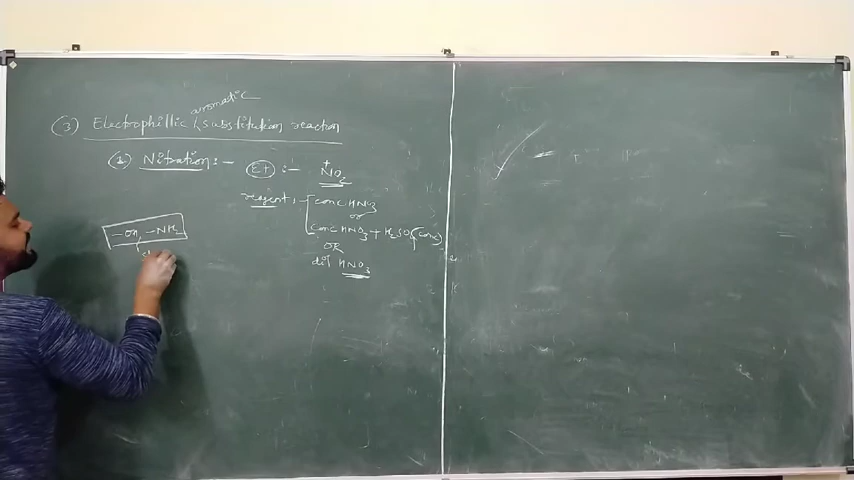 ③ Electrophillic aromatic substitution reaction
① Nitration :-
E+ :- +NO2
regent :- conc HNO3
or
conc HNO3 + H2SO4 (conc)
OR
dil HNO3
-OH, -NH2